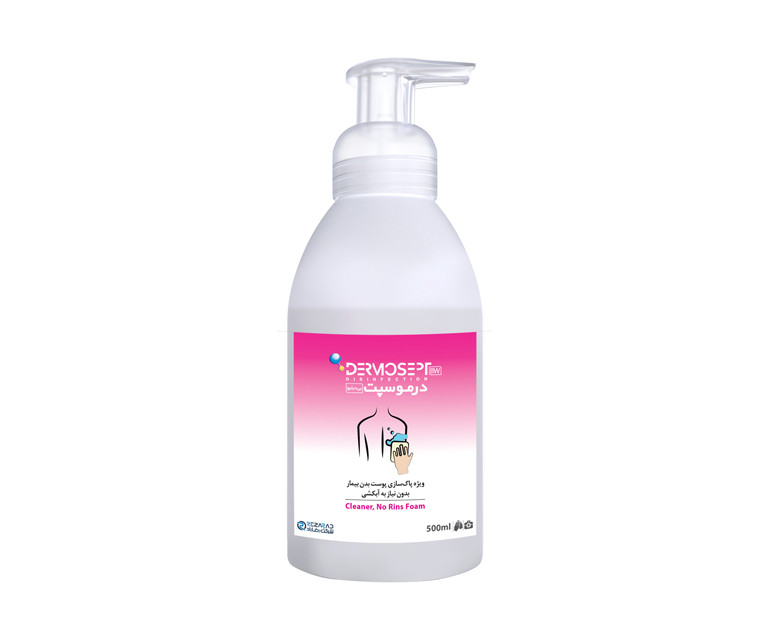 DERMOSEPT BW
DISINFECTION
درموسپت
ویژه پاک‌سازی پوست بدن بیمار
بدون نیاز به آبکشی
Cleaner, No Rins Foam
500ml